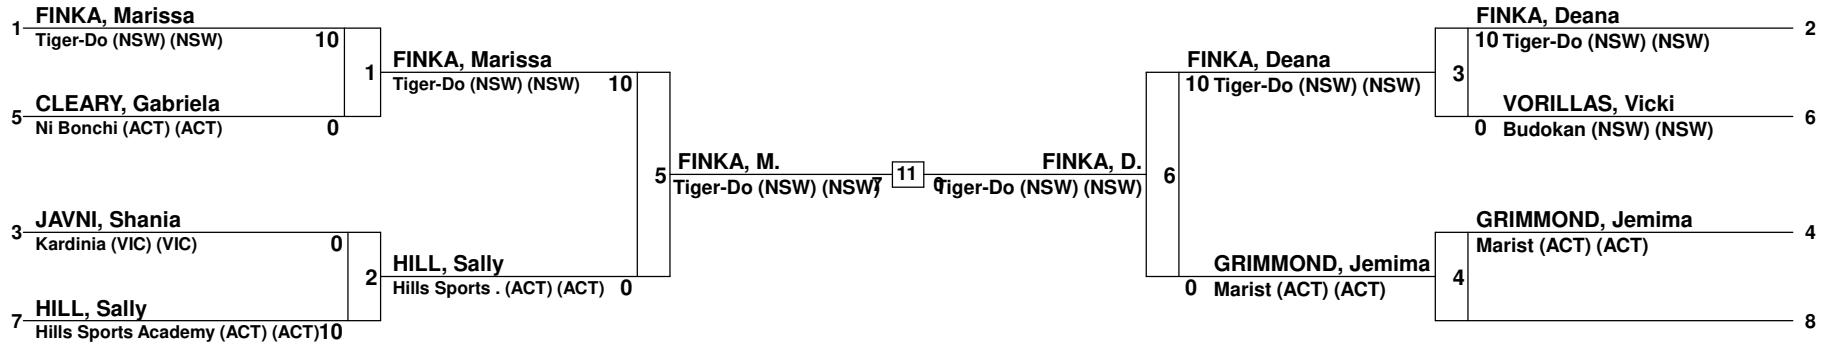 1 FINKA, Marissa
Tiger-Do (NSW) (NSW) 10
5 CLEARY, Gabriela
Ni Bonchi (ACT) (ACT) 0
3 JAVNI, Shania
Kardinia (VIC) (VIC) 0
7 HILL, Sally
Hills Sports Academy (ACT) (ACT) 10
1 FINKA, Marissa
Tiger-Do (NSW) (NSW) 10
2 HILL, Sally
Hills Sports . (ACT) (ACT) 0
5 FINKA, M.
Tiger-Do (NSW) (NSW) 7
11
FINKA, D. 6
0 Tiger-Do (NSW) (NSW)
FINKA, Deana 3
10 Tiger-Do (NSW) (NSW)
GRIMMOND, Jemima 4
0 Marist (ACT) (ACT)
FINKA, Deana 2
10 Tiger-Do (NSW) (NSW)
VORILLAS, Vicki 6
0 Budokan (NSW) (NSW)
GRIMMOND, Jemima 4
Marist (ACT) (ACT)
8